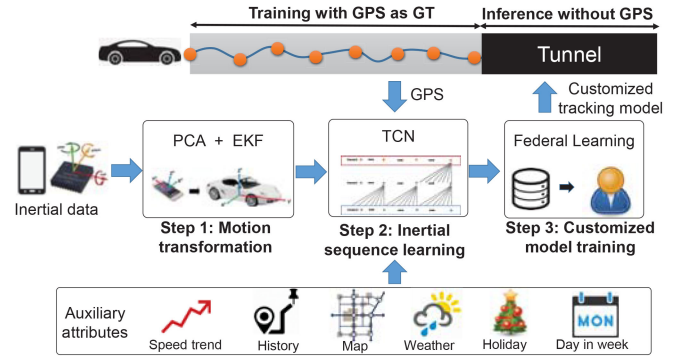 Training with GPS as GT
Inference without GPS
Tunnel
GPS
Customized
tracking model
PCA + EKF
TCN
Federal Learning
Inertial data
Step 1: Motion
transformation
Step 2: Inertial
sequence learning
Step 3: Customized
model training
Auxiliary
attributes
Speed trend
History
Map
Weather
Holiday
MON
Day in week